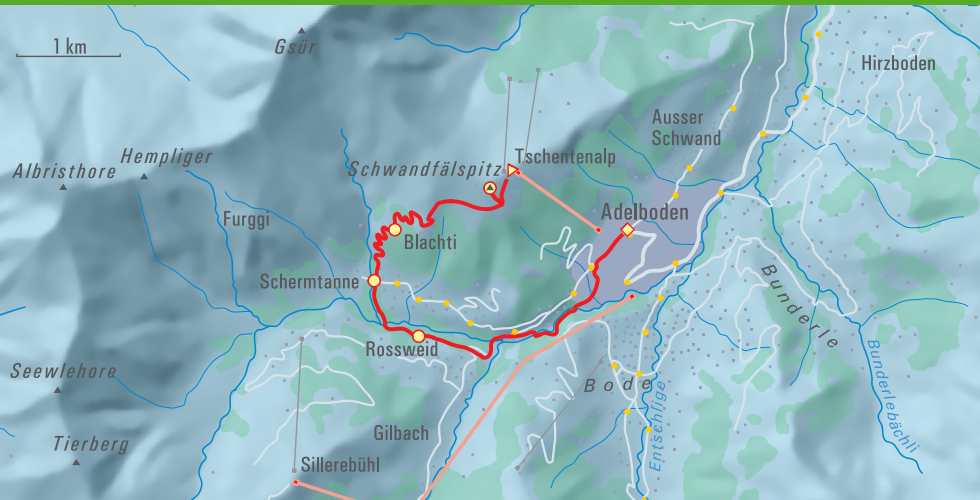 1 km
Gsür
Hirzboden
Ausser
Schwand
Albristhore
Hempliger
Schwandfälspitz
Tschentenalp
Furggi
Adelboden
Blachti
Schermtanne
Bunderle
Rossweid
Bunderlebächli
Seewlehore
Bode
Entschlige
Tierberg
Gilbach
Sillerebühl